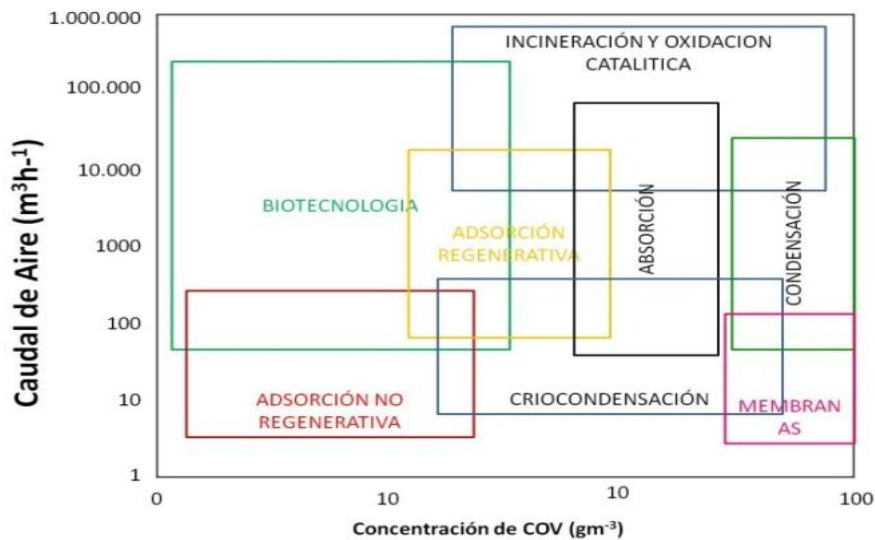 1.000.000
INCINERACIÓN Y OXIDACION
CATALITICA
100.000
10.000
BIOTECNOLOGIA
ADSORCIÓN
REGENERATIVA
ABSORCIÓN
CONDENSACIÓN
1000
100
10
ADSORCIÓN NO
REGENERATIVA
CRIOCONDENSACIÓN
MEMBRAN
AS
1
Caudal de Aire (m³h-¹)
0
10
10
100
Concentración de COV (gm-³)